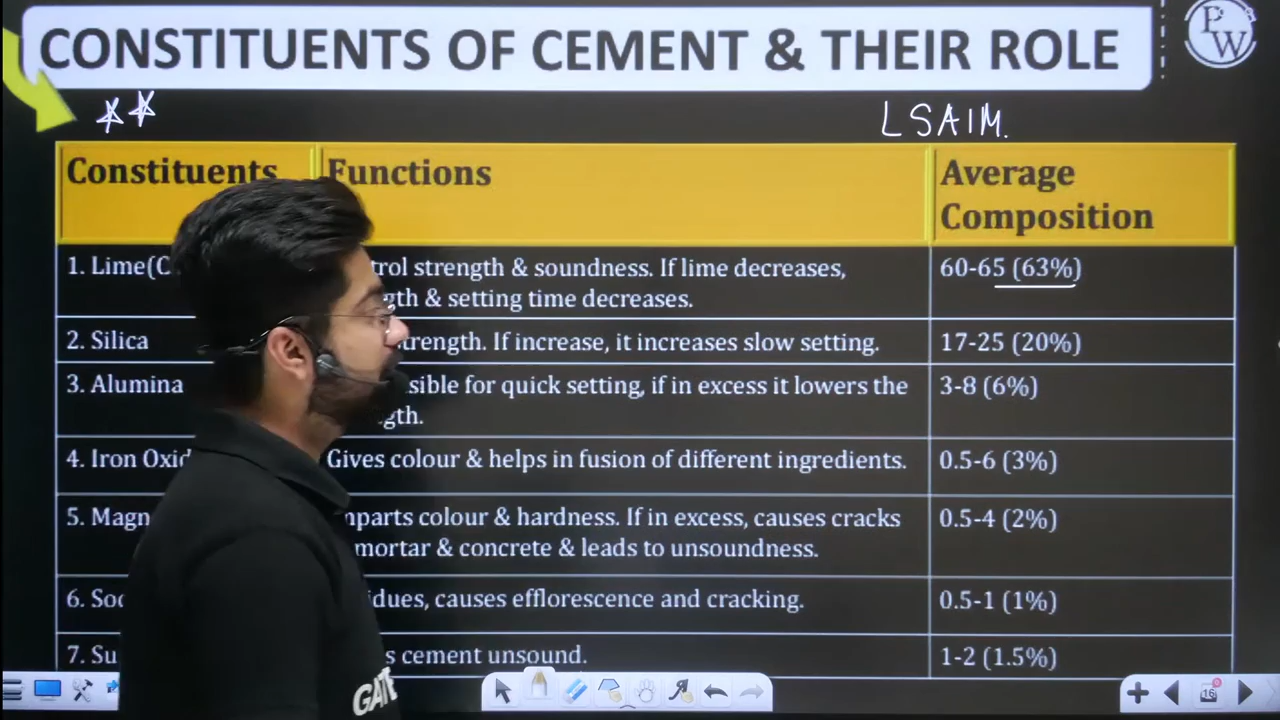 CONSTITUENTS OF CEMENT & THEIR ROLE
PW
LSAIM.
Constituents
Functions
Average
Composition
1. Lime(C
trol strength & soundness. If lime decreases,
gth & setting time decreases.
60-65 (63%)
2. Silica
trength. If increase, it increases slow setting.
17-25 (20%)
3. Alumina
sible for quick setting, if in excess it lowers the
gth.
3-8 (6%)
4. Iron Oxid
Gives colour & helps in fusion of different ingredients.
0.5-6 (3%)
5. Magn
mparts colour & hardness. If in excess, causes cracks
mortar & concrete & leads to unsoundness.
0.5-4 (2%)
6. So
idues, causes efflorescence and cracking.
0.5-1 (1%)
7. Su
s cement unsound.
1-2 (1.5%)
GATE
16